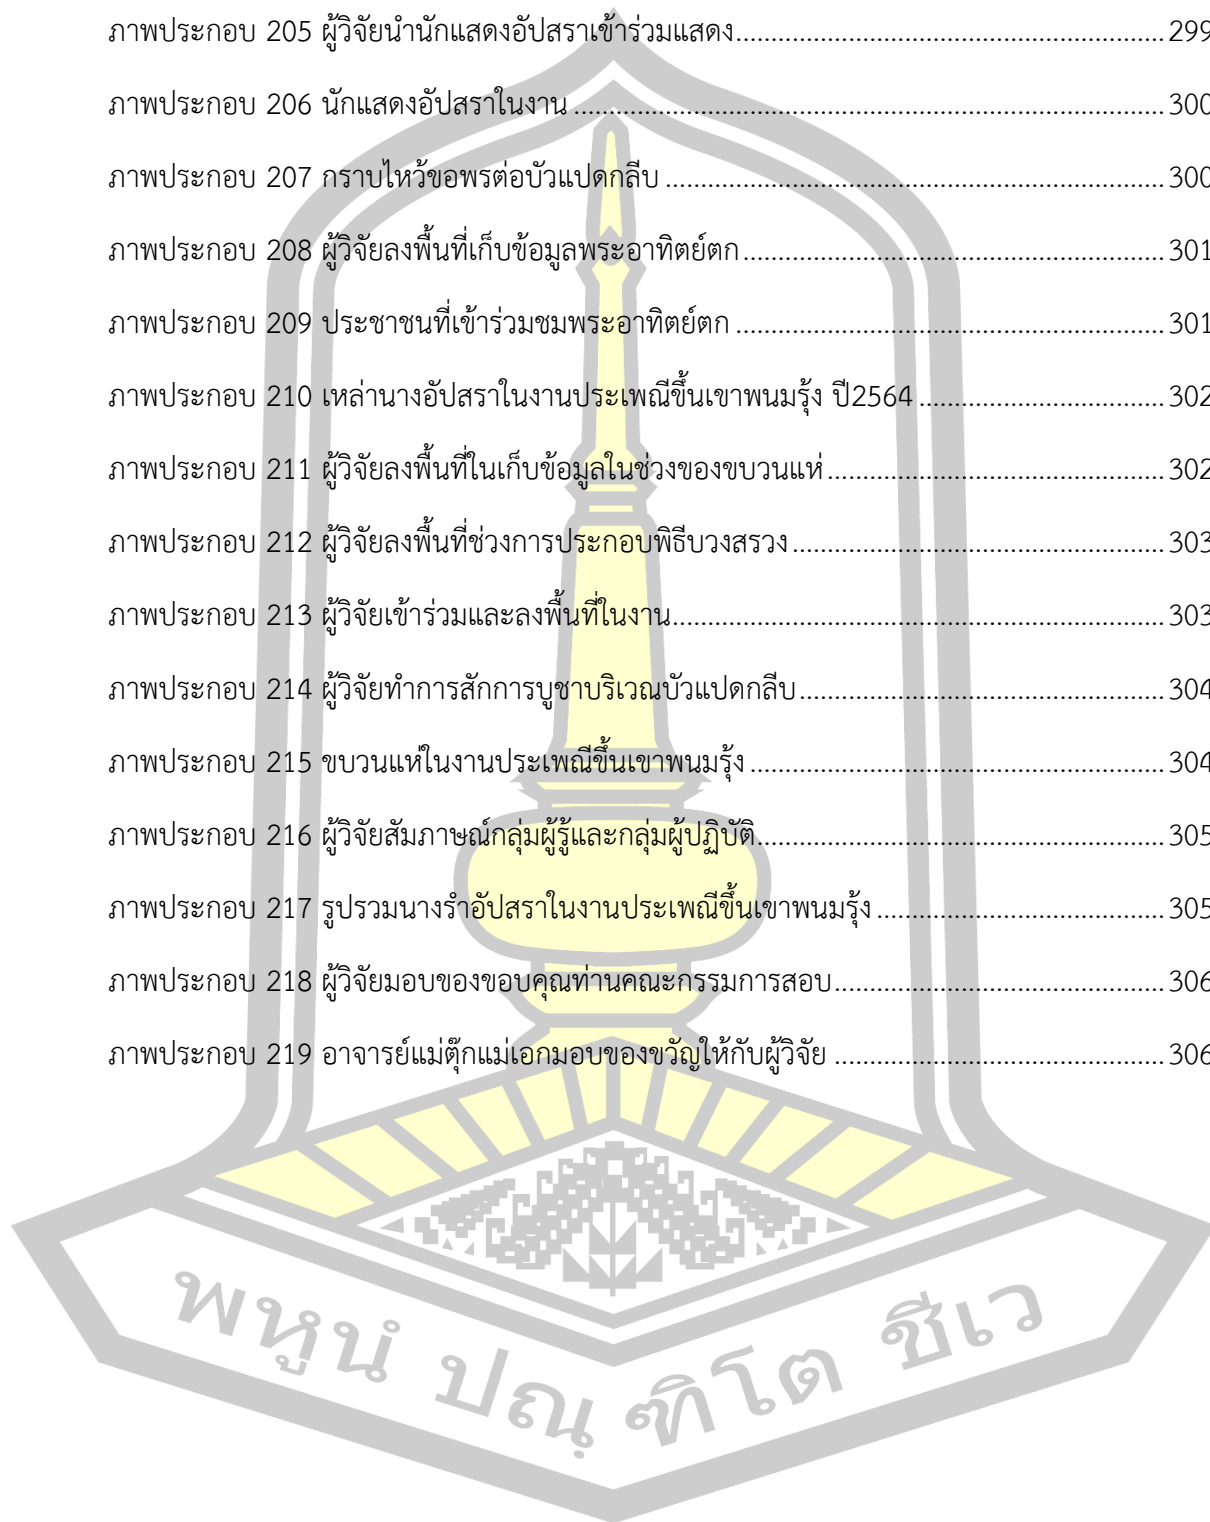 ภาพประกอบ 205 ผู้วิจัยนำนักแสดงอัปสราเข้าร่วมแสดง.......................................................................... 299
ภาพประกอบ 206 นักแสดงอัปสราในงาน .......................................................................... 300
ภาพประกอบ 207 กราบไหว้ขอพรต่อบัวแปดกลีบ .......................................................................... 300
ภาพประกอบ 208 ผู้วิจัยลงพื้นที่เก็บข้อมูลพระอาทิตย์ตก.......................................................................... 301
ภาพประกอบ 209 ประชาชนที่เข้าร่วมชมพระอาทิตย์ตก .......................................................................... 301
ภาพประกอบ 210 เหล่านางอัปสราในงานประเพณีขึ้นเขาพนมรุ้ง ปี2564 ............................................. 302
ภาพประกอบ 211 ผู้วิจัยลงพื้นที่ในเก็บข้อมูลในช่วงของขบวนแห่ ............................................................ 302
ภาพประกอบ 212 ผู้วิจัยลงพื้นที่ช่วงการประกอบพิธีบวงสรวง ................................................................. 303
ภาพประกอบ 213 ผู้วิจัยเข้าร่วมและลงพื้นที่ในงาน.......................................................................... 303
ภาพประกอบ 214 ผู้วิจัยทำการสักการบูชาบริเวณบัวแปดกลีบ................................................................ 304
ภาพประกอบ 215 ขบวนแห่ในงานประเพณีขึ้นเขาพนมรุ้ง ....................................................................... 304
ภาพประกอบ 216 ผู้วิจัยสัมภาษณ์กลุ่มผู้รู้และกลุ่มผู้ปฏิบัติ....................................................................... 305
ภาพประกอบ 217 รูปรวมนางรำอัปสราในงานประเพณีขึ้นเขาพนมรุ้ง ................................................... 305
ภาพประกอบ 218 ผู้วิจัยมอบของขอบคุณท่านคณะกรรมการสอบ.......................................................... 306
ภาพประกอบ 219 อาจารย์แม่ตุ๊กแม่เอกมอบของขวัญให้กับผู้วิจัย .......................................................... 306
พหูนํ ปณฺ ฑิโต ชีเว